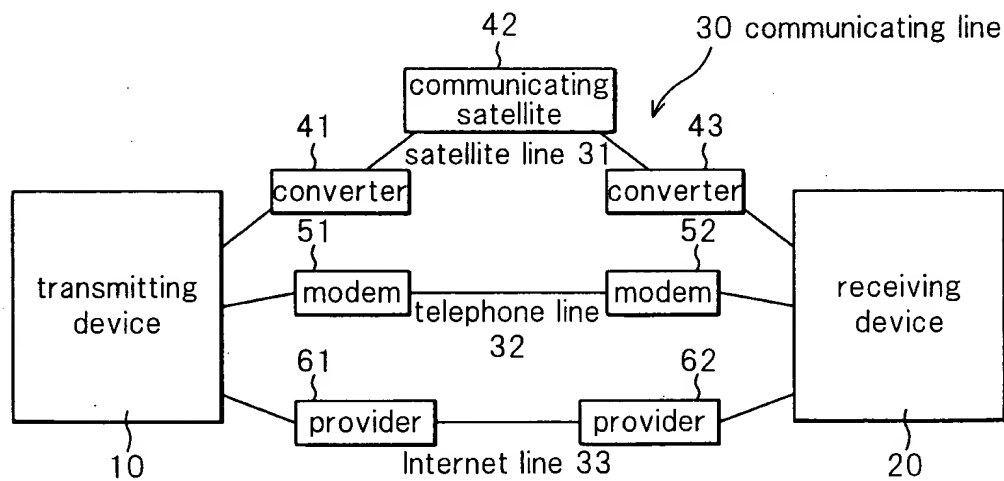 42
30 communicating line
communicating
satellite
41
43
satellite line 31
converter
converter
51
52
transmitting
device
modem
modem
receiving
device
telephone line
32
61
62
provider
provider
Internet line 33
10
20